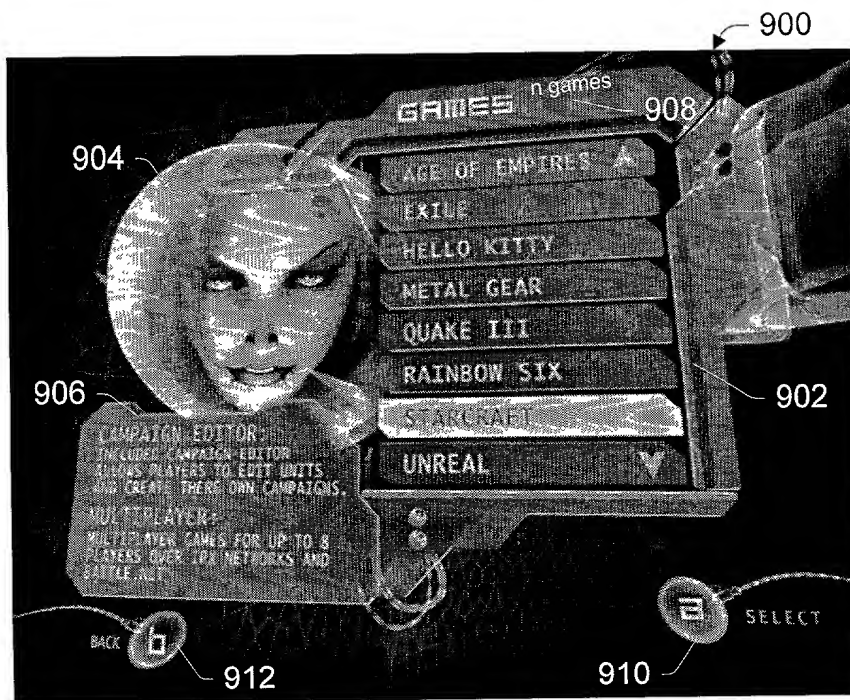 900
GAMES n games
908
904
AGE OF EMPIRES
EXILE
HELLO KITTY
METAL GEAR
QUAKE III
RAINBOW SIX
906
902
STARCRAFT
UNREAL
CAMPAIGN EDITOR:
INCLUDED CAMPAIGN EDITOR
ALLOWS PLAYERS TO EDIT UNITS
AND CREATE THERE OWN CAMPAIGNS.
MULTIPLAYER:
MULTIPLAYER GAMES FOR UP TO 8
PLAYERS OVER IPX NETWORKS AND
BATTLE.NET
BACK b
a SELECT
912
910